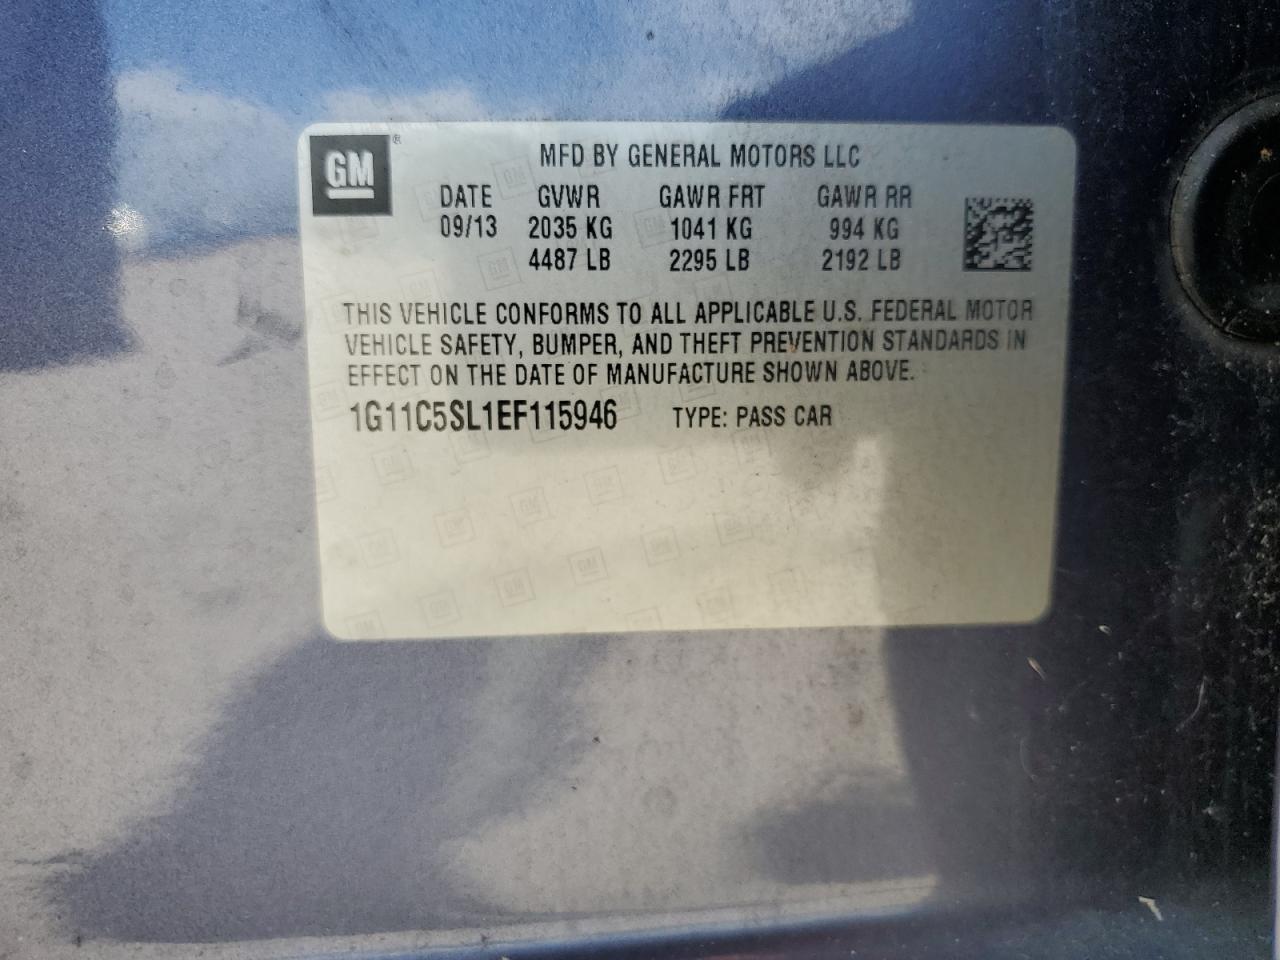 GM ®
MFD BY GENERAL MOTORS LLC
DATE GVWR GAWR FRT GAWR RR
09/13 2035 KG 1041 KG 994 KG
4487 LB 2295 LB 2192 LB
THIS VEHICLE CONFORMS TO ALL APPLICABLE U.S. FEDERAL MOTOR
VEHICLE SAFETY, BUMPER, AND THEFT PREVENTION STANDARDS IN
EFFECT ON THE DATE OF MANUFACTURE SHOWN ABOVE.
1G11C5SL1EF115946 TYPE: PASS CAR